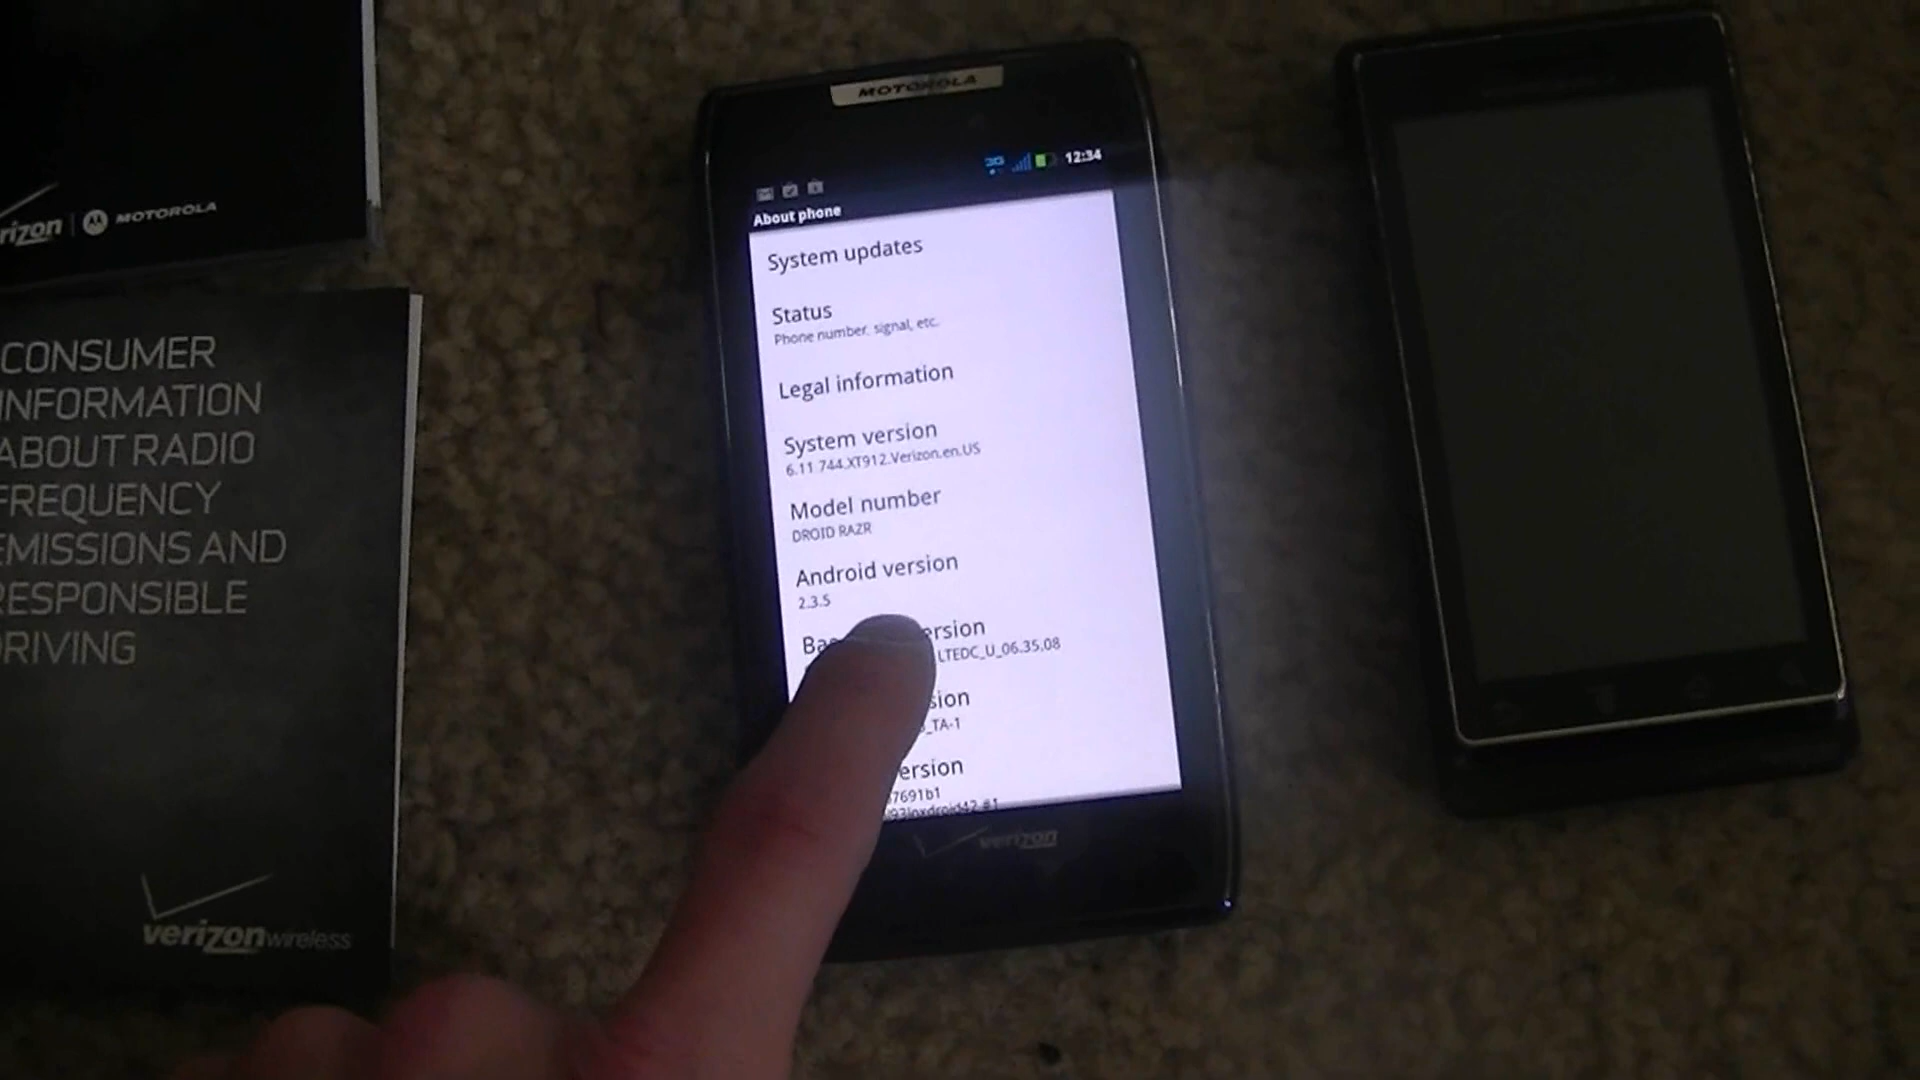 rizon | MOTOROLA
CONSUMER
INFORMATION
ABOUT RADIO
FREQUENCY
EMISSIONS AND
RESPONSIBLE
DRIVING
verizonwireless
MOTOROLA
3G 12:34
About phone
System updates
Status
Phone number, signal, etc.
Legal information
System version
6.11.744.XT912.Verizon.en.US
Model number
DROID RAZR
Android version
2.3.5
Ba ersion
LTEDC_U_06.35.08
sion
_TA-1
ersion
7691b1
verizon